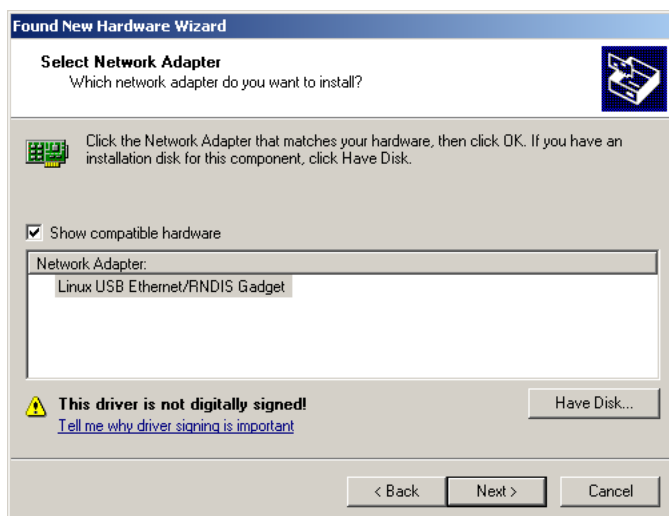 Found New Hardware Wizard
Select Network Adapter
Which network adapter do you want to install?
Click the Network Adapter that matches your hardware, then click OK. If you have an
installation disk for this component, click Have Disk.
Show compatible hardware
Network Adapter:
Linux USB Ethernet/RNDIS Gadget
This driver is not digitally signed!
Tell me why driver signing is important
Have Disk...
< Back
Next >
Cancel